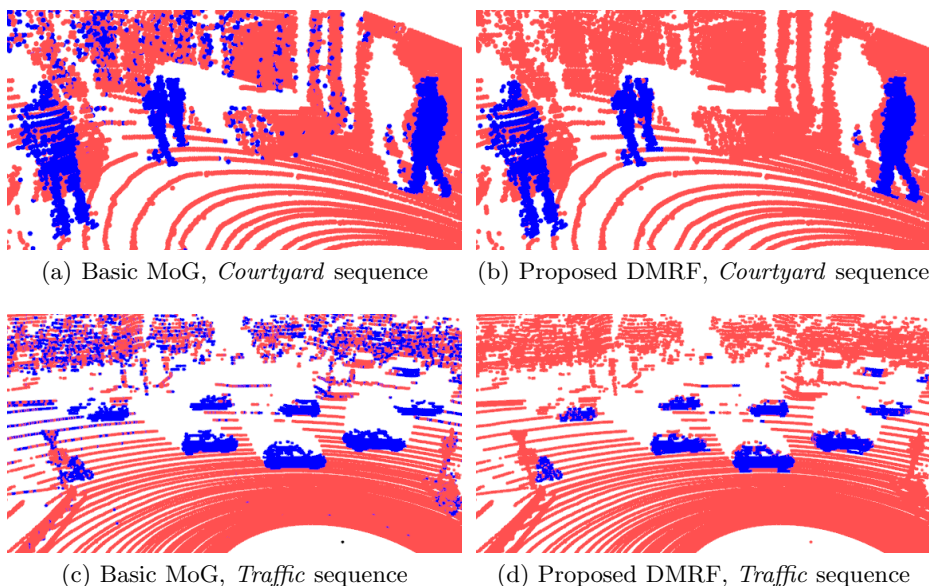 (a) Basic MoG, Courtyard sequence
(b) Proposed DMRF, Courtyard sequence
(c) Basic MoG, Traffic sequence
(d) Proposed DMRF, Traffic sequence